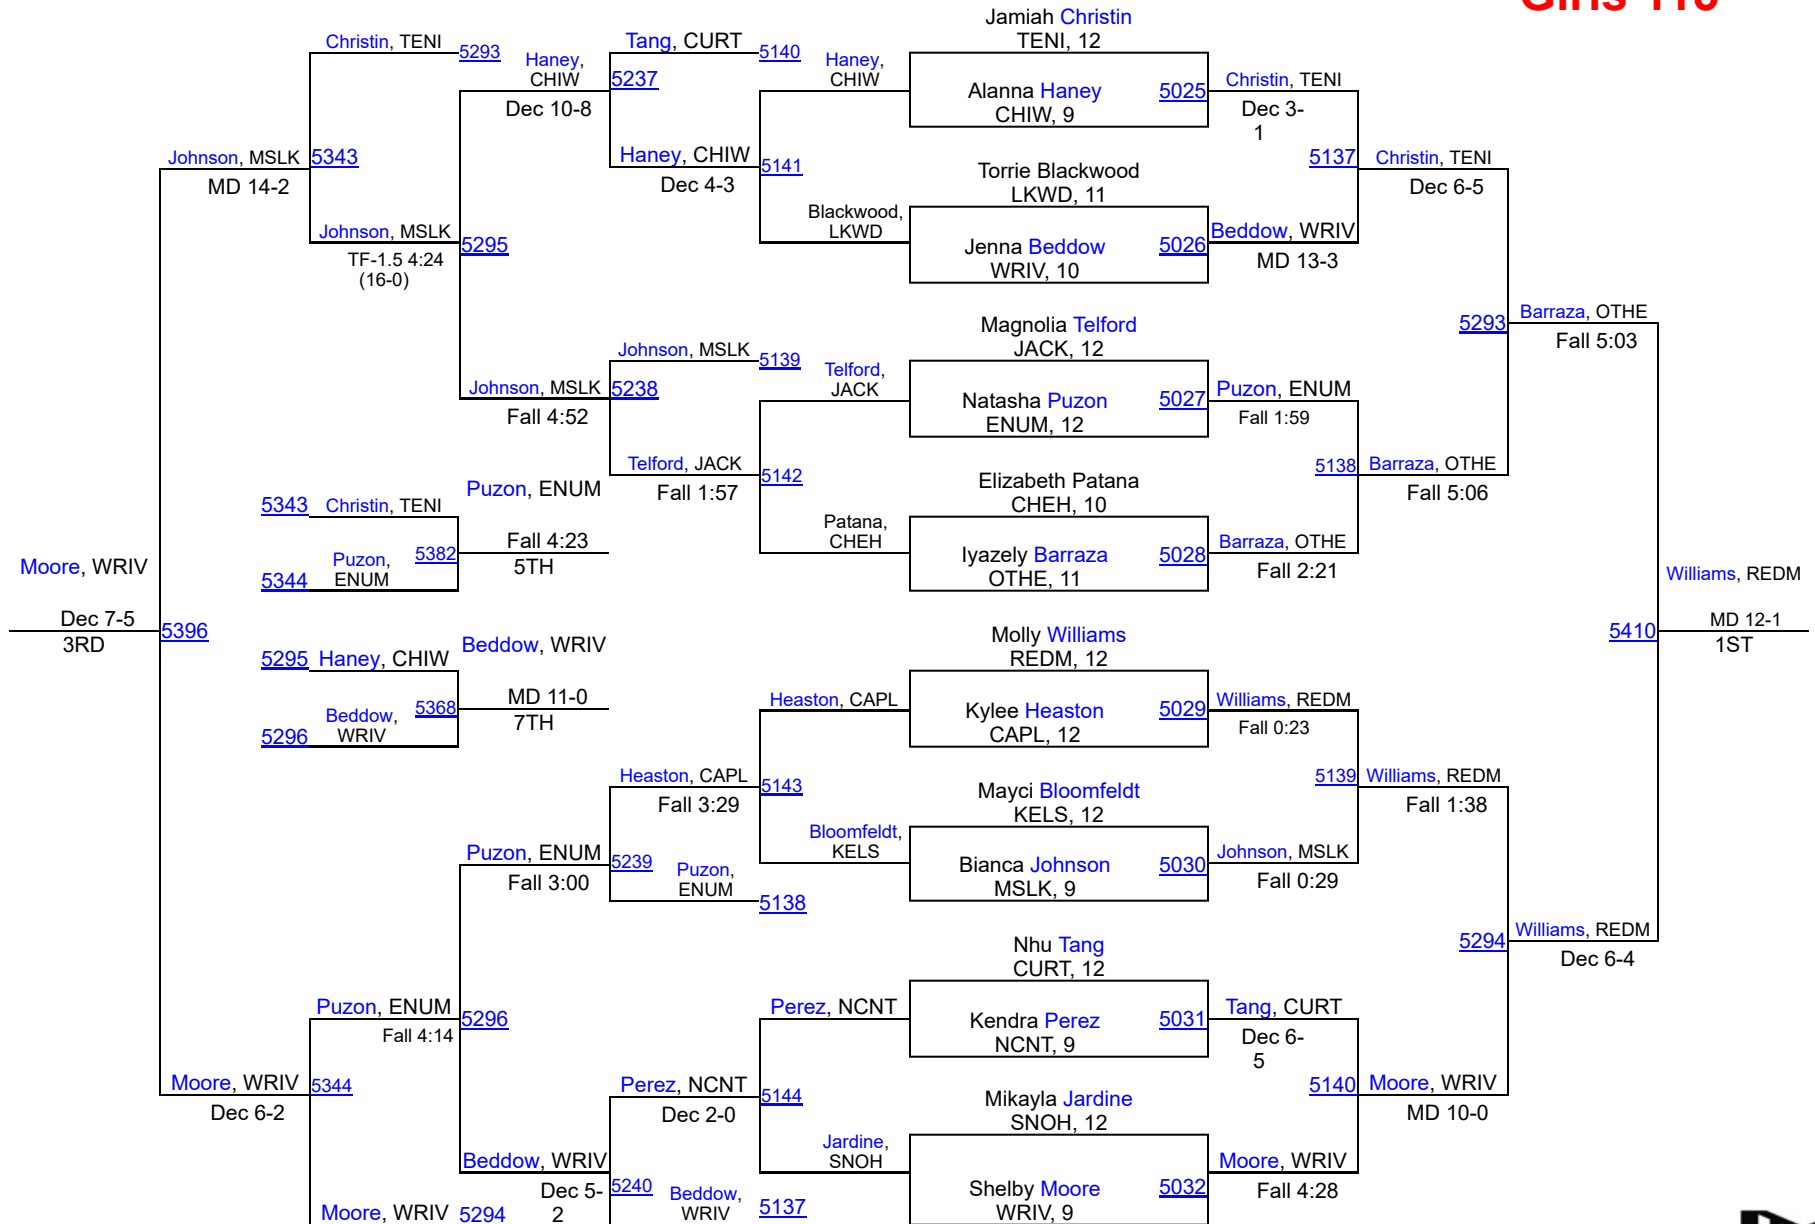 Girls 110
Jamiah Christin
TENI, 12
Christin, TENI
5293
Haney,
CHIW
Dec 10-8
Tang, CURT
5140
5237
Haney,
CHIW
Alanna Haney
CHIW, 9
5025
Christin, TENI
Dec 3-
1
Johnson, MSLK
MD 14-2
5343
Haney, CHIW
Dec 4-3
5141
Torrie Blackwood
LKWD, 11
5137
Christin, TENI
Dec 6-5
Johnson, MSLK
TF-1.5 4:24
(16-0)
5295
Blackwood,
LKWD
Jenna Beddow
WRIV, 10
5026
Beddow, WRIV
MD 13-3
Magnolia Telford
JACK, 12
5293
Barraza, OTHE
Fall 5:03
Johnson, MSLK
5139
Telford,
JACK
Johnson, MSLK
Fall 4:52
5238
Natasha Puzon
ENUM, 12
5027
Puzon, ENUM
Fall 1:59
Telford, JACK
Fall 1:57
5142
Elizabeth Patana
CHEH, 10
5138
Barraza, OTHE
Fall 5:06
5343
Christin, TENI
Puzon, ENUM
Patana,
CHEH
Iyazely Barraza
OTHE, 11
5028
Barraza, OTHE
Fall 2:21
Puzon,
ENUM
5344
5382
Fall 4:23
5TH
Moore, WRIV
Dec 7-5
3RD
5396
Williams, REDM
5410
MD 12-1
1ST
5295
Haney, CHIW
Beddow, WRIV
Molly Williams
REDM, 12
Beddow,
WRIV
5296
5368
MD 11-0
7TH
Heaston, CAPL
Kylee Heaston
CAPL, 12
5029
Williams, REDM
Fall 0:23
Heaston, CAPL
Fall 3:29
5143
Mayci Bloomfeldt
KELS, 12
5139
Williams, REDM
Fall 1:38
Puzon, ENUM
Fall 3:00
5239
Puzon,
ENUM
5138
Bloomfeldt,
KELS
Bianca Johnson
MSLK, 9
5030
Johnson, MSLK
Fall 0:29
Nhu Tang
CURT, 12
5294
Williams, REDM
Dec 6-4
Puzon, ENUM
Fall 4:14
5296
Perez, NCNT
Kendra Perez
NCNT, 9
5031
Tang, CURT
Dec 6-
5
Moore, WRIV
Dec 6-2
5344
Perez, NCNT
Dec 2-0
5144
Mikayla Jardine
SNOH, 12
5140
Moore, WRIV
MD 10-0
Beddow, WRIV
Dec 5-
2
5240
Beddow,
WRIV
5137
Jardine,
SNOH
Shelby Moore
WRIV, 9
5032
Moore, WRIV
Fall 4:28
Moore, WRIV
5294